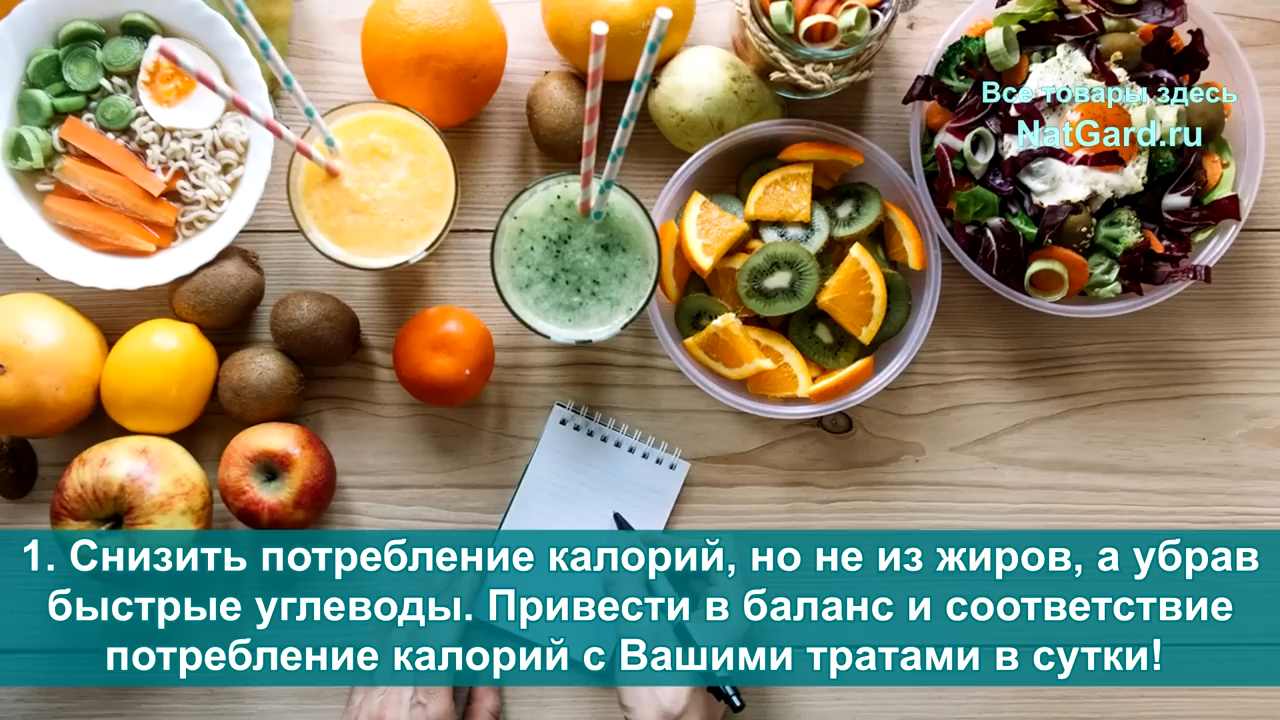 Все товары здесь
NatGard.ru
1. Снизить потребление калорий, но не из жиров, а убрав
быстрые углеводы. Привести в баланс и соответствие
потребление калорий с Вашими тратами в сутки!